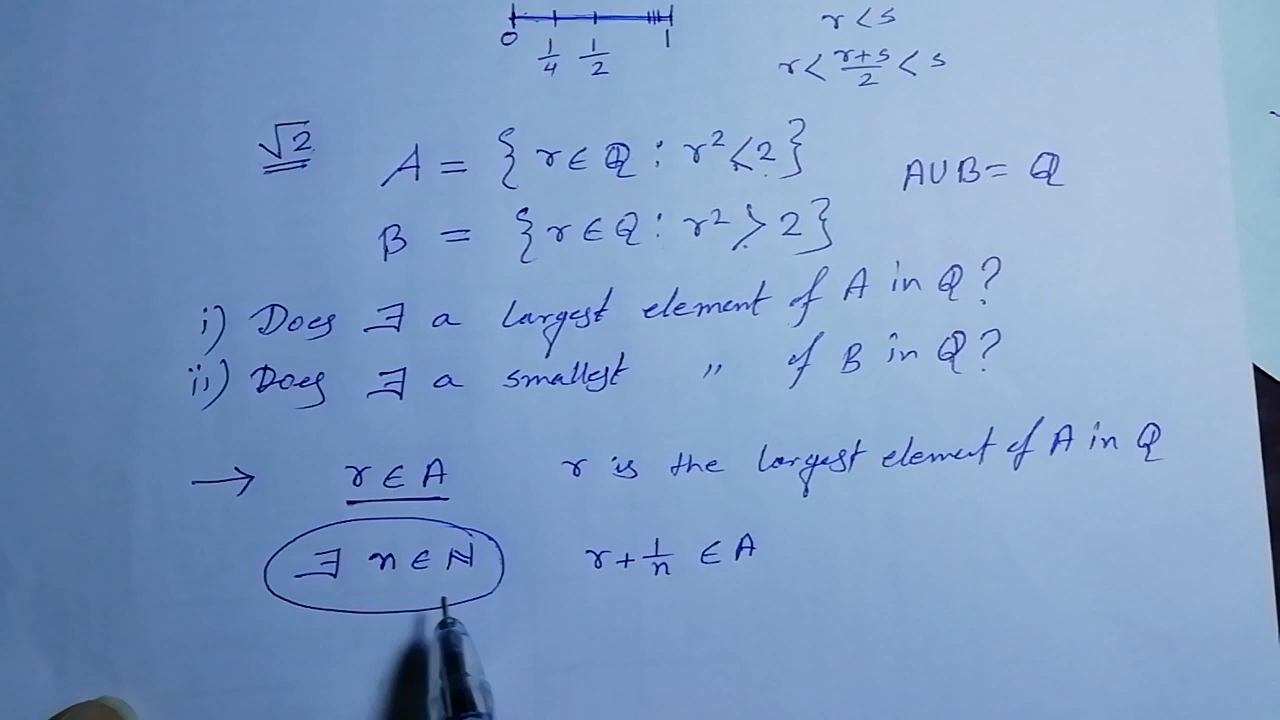 0 1/4 1/2 1
r < s
r < (r+s)/2 < s
√2 A = { r ∈ ℚ : r² < 2 }
A ∪ B = ℚ
B = { r ∈ ℚ : r² > 2 }
i) Does ∃ a largest element of A in ℚ ?
ii) Does ∃ a smallest " of B in ℚ ?
→ r ∈ A r is the largest element of A in ℚ
∃ n ∈ ℕ r + 1/n ∈ A